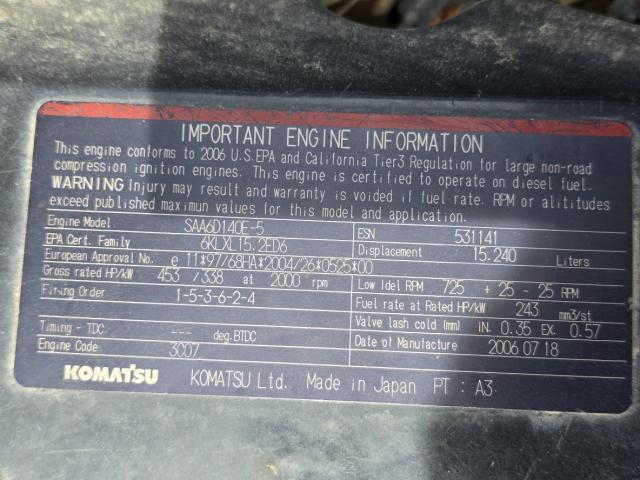 IMPORTANT ENGINE INFORMATION
This engine conforms to 2006 U.S.EPA and California Tier3 Regulation for large non-road
compression ignition engines. This engine is certified to operate on diesel fuel.
WARNING Injury may result and warranty is voided if fuel rate. RPM or altitudes
exceed published maximun values for this model and application.
Engine Model SAA6D140E-5 ESN 531141
EPA Cert. Family 6KLXL15.2ED6 Displacement 15.240 Liters
European Approval No. e 11*97/68HA*2004/26*0525*00
Gross rated HP/kW 453 /338 at 2000 rpm Low Idel RPM 725 + 25 - 25 RPM
Firing Order 1-5-3-6-2-4 Fuel rate at Rated HP/kW 243 mm3/st
Valve lash cold (mm) IN. 0.35 EX. 0.57
Timing - TDC --- deg.BTDC Date of Manufacture 2006 07 18
Engine Code 3C07
KOMATSU KOMATSU Ltd. Made in Japan PT : A3